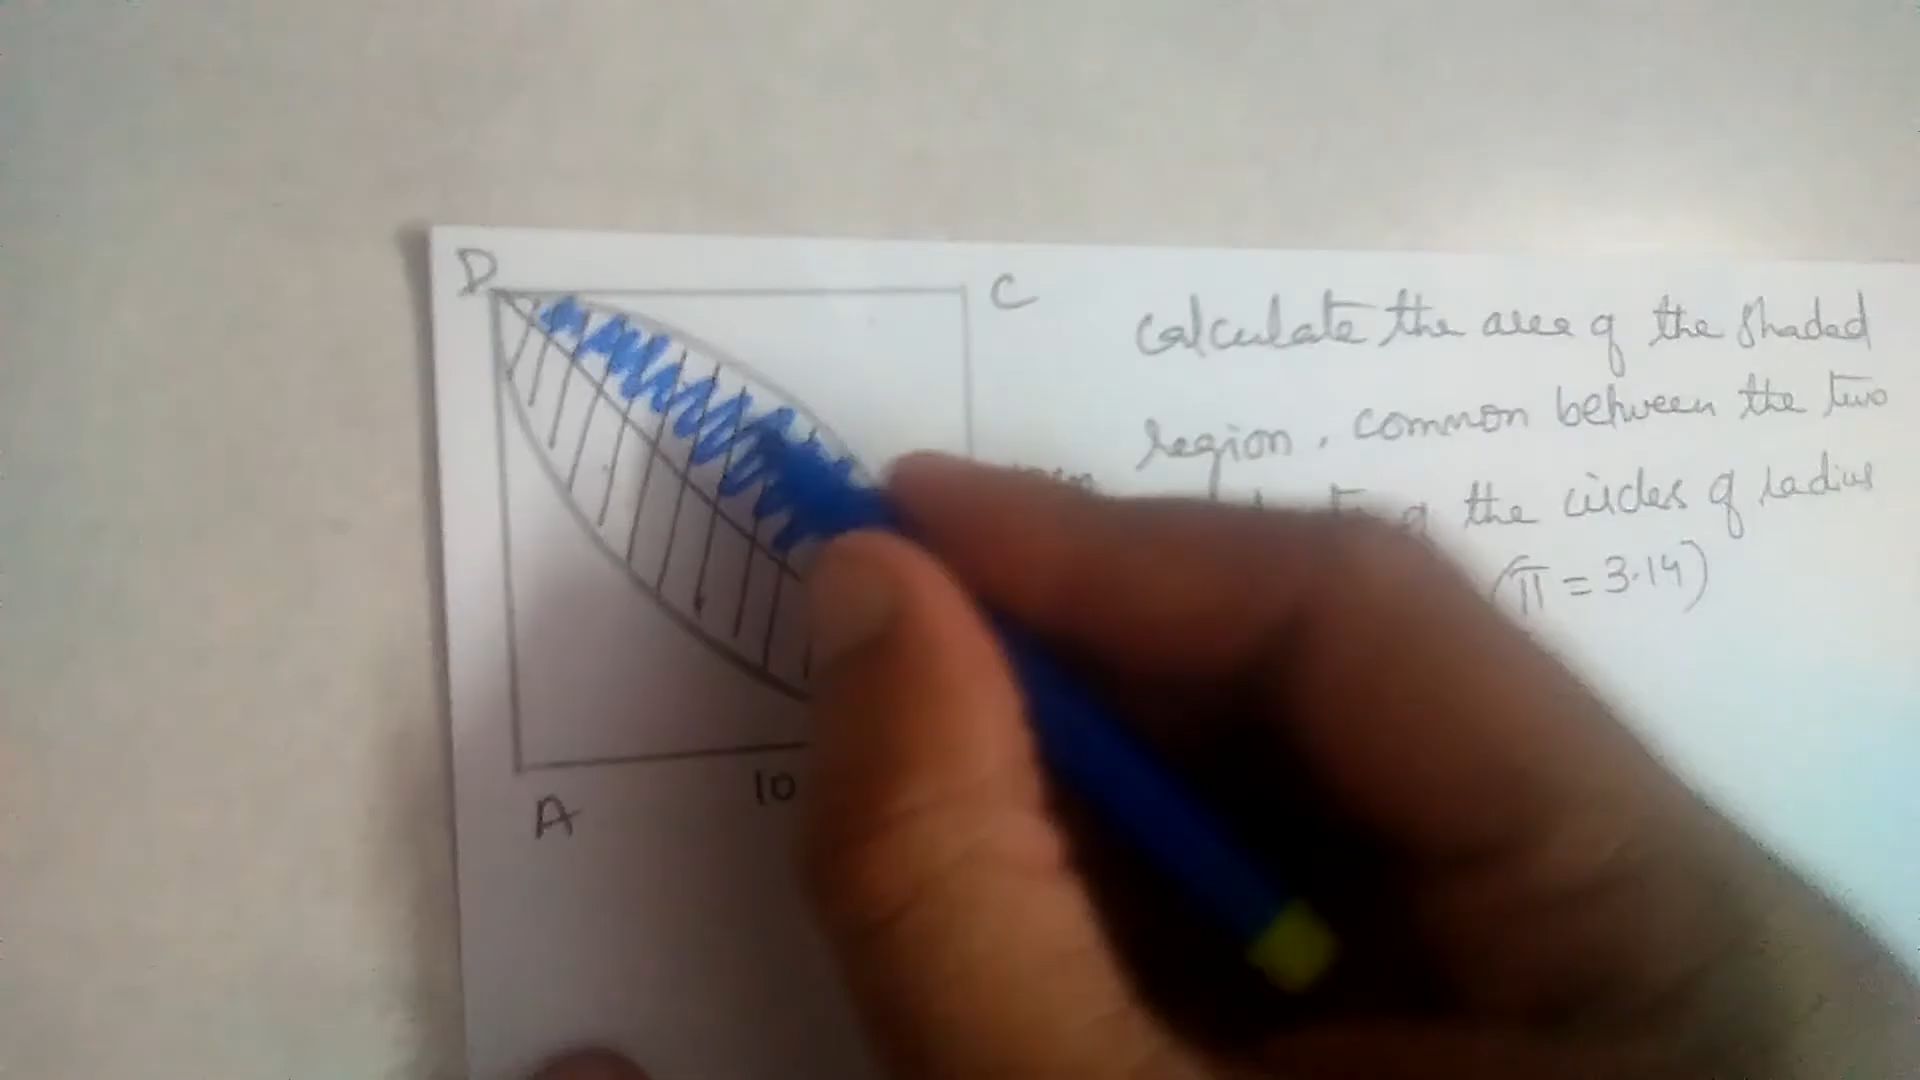 D
C
Calculate the area of the shaded
region, common between the two
the circles of radius
(π = 3.14)
10
A